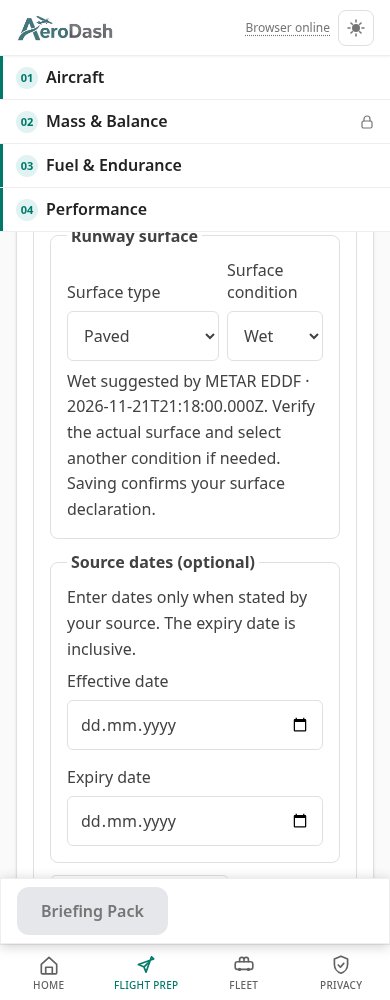 AeroDash
Browser online
01 Aircraft
02 Mass & Balance
03 Fuel & Endurance
04 Performance
Runway surface
Surface type
Surface
condition
Paved
Wet
Wet suggested by METAR EDDF ·
2026-11-21T21:18:00.000Z. Verify
the actual surface and select
another condition if needed.
Saving confirms your surface
declaration.
Source dates (optional)
Enter dates only when stated by
your source. The expiry date is
inclusive.
Effective date
dd.mm.yyyy
Expiry date
dd.mm.yyyy
Briefing Pack
HOME
FLIGHT PREP
FLEET
PRIVACY